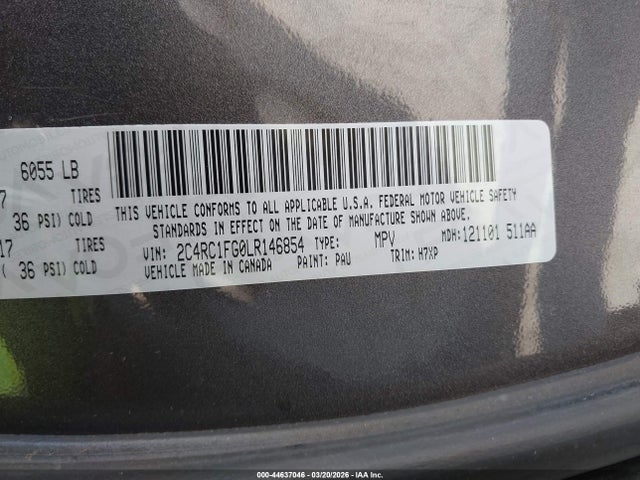 6055 LB
7 TIRES
36 PSI) COLD
17 TIRES
( 36 PSI) COLD
THIS VEHICLE CONFORMS TO ALL APPLICABLE U.S.A. FEDERAL MOTOR VEHICLE SAFETY
STANDARDS IN EFFECT ON THE DATE OF MANUFACTURE SHOWN ABOVE.
VIN: 2C4RC1FG0LR146854 TYPE: MPV MDH: 121101 511AA
VEHICLE MADE IN CANADA PAINT: PAU TRIM: H7XP
000-44637046 | 03/20/2026 | IAA Inc.